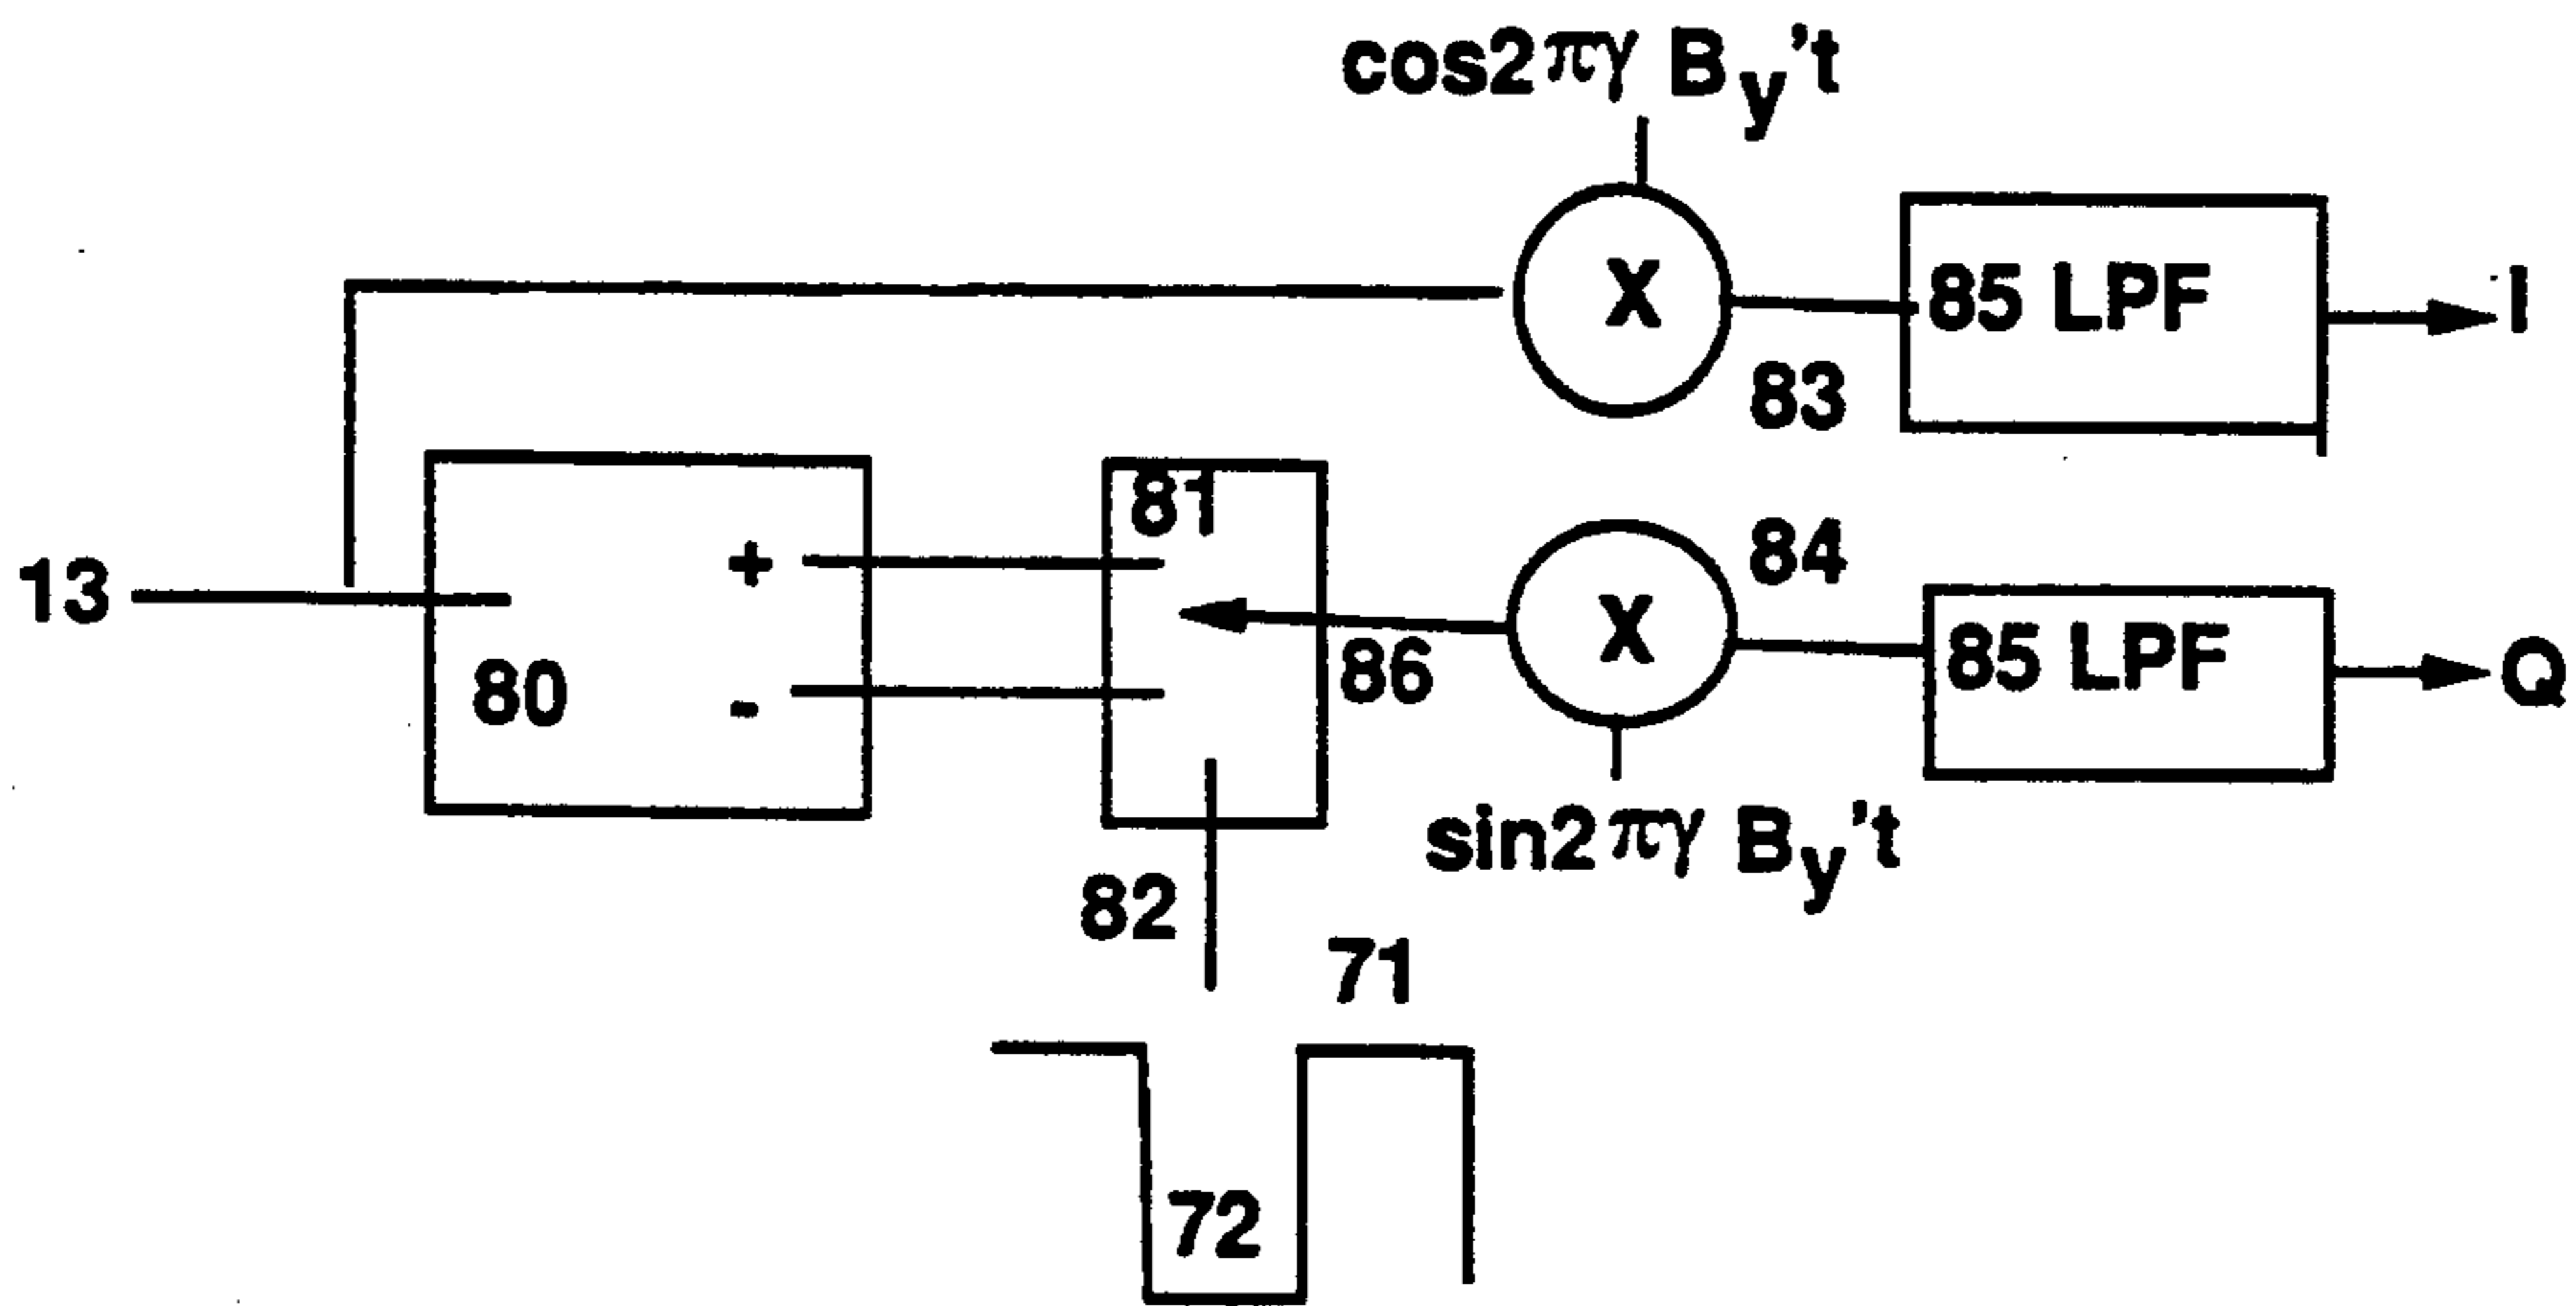 cos2πγ By't
X
85 LPF
I
83
81
+
84
13
X
86
85 LPF
Q
80
-
sin2πγ By't
82
71
72